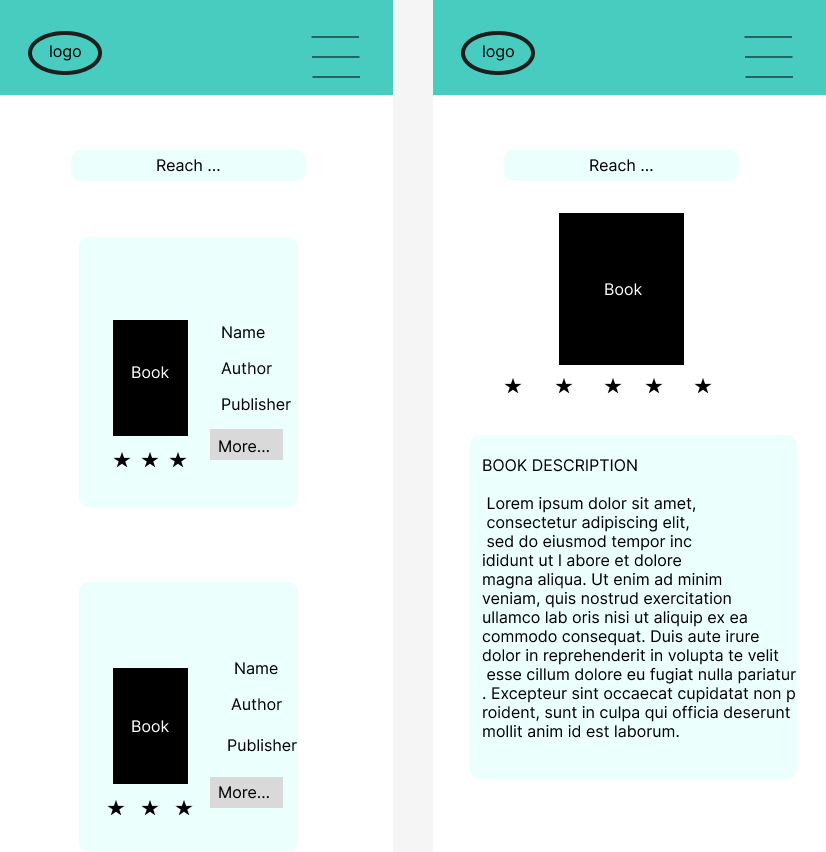 logo
Reach ...
Book
Name
Author
Publisher
More...
★ ★ ★
Book
Name
Author
Publisher
More...
★ ★ ★
logo
Reach ...
Book
★ ★ ★ ★ ★
BOOK DESCRIPTION
Lorem ipsum dolor sit amet,
consectetur adipiscing elit,
sed do eiusmod tempor inc
ididunt ut l abore et dolore
magna aliqua. Ut enim ad minim
veniam, quis nostrud exercitation
ullamco lab oris nisi ut aliquip ex ea
commodo consequat. Duis aute irure
dolor in reprehenderit in volupta te velit
esse cillum dolore eu fugiat nulla pariatur
. Excepteur sint occaecat cupidatat non p
roident, sunt in culpa qui officia deserunt
mollit anim id est laborum.